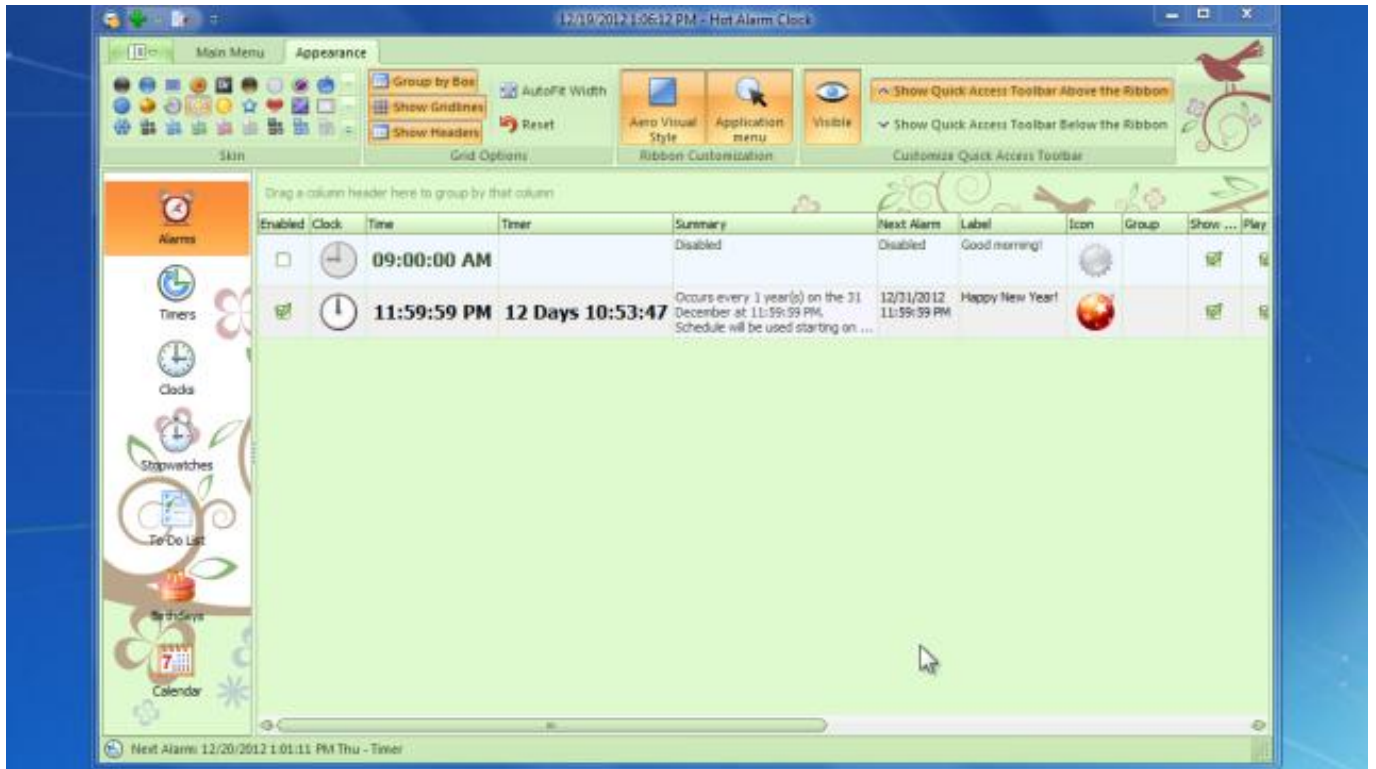 12/19/2012 1:06:12 PM - Hot Alarm Clock
Main Menu Appearance
Group by Box
Show Gridlines
Show Headers
AutoFit Width
Reset
Aero Visual Style
Application menu
Visible
Show Quick Access Toolbar Above the Ribbon
Show Quick Access Toolbar Below the Ribbon
Skin Grid Options Ribbon Customization Customize Quick Access Toolbar
Drag a column header here to group by that column
Enabled Clock Time Timer Summary Next Alarm Label Icon Group Show ... Play
09:00:00 AM Disabled Disabled Good morning!
11:59:59 PM 12 Days 10:53:47 Occurs every 1 year(s) on the 31 12/31/2012 Happy New Year!
December at 11:59:59 PM. 11:59:59 PM
Schedule will be used starting on ...
Alarms
Timers
Clocks
Stopwatches
To-Do List
Birthdays
7
Calendar
Next Alarm: 12/20/2012 1:01:11 PM Thu - Timer